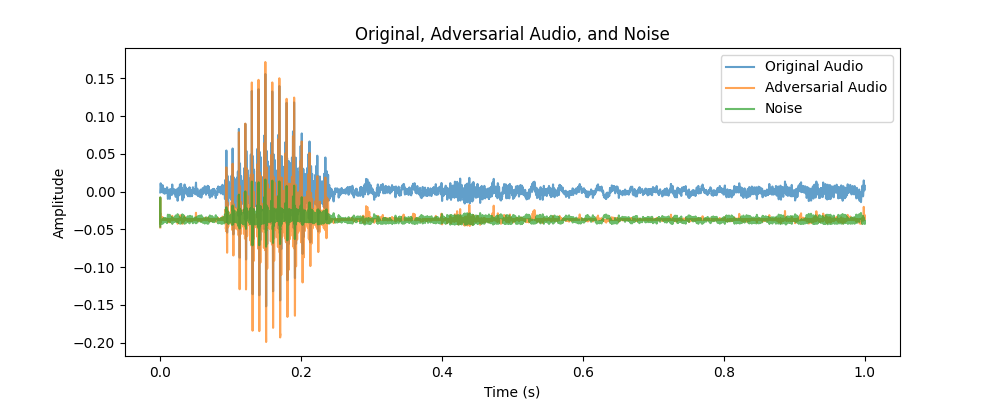 Original, Adversarial Audio, and Noise
Original Audio
Adversarial Audio
Noise
Amplitude
0.15
0.10
0.05
0.00
−0.05
−0.10
−0.15
−0.20
0.0 0.2 0.4 0.6 0.8 1.0
Time (s)